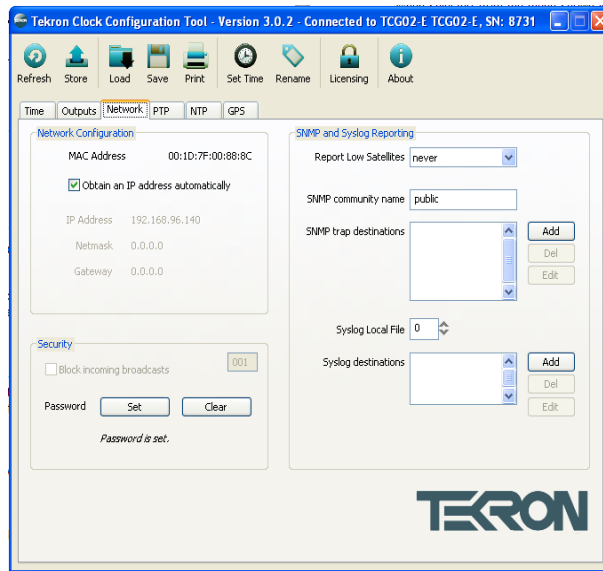 Tekron Clock Configuration Tool - Version 3.0.2 - Connected to TCG02-E TCG02-E, SN: 8731
Refresh Store Load Save Print Set Time Rename Licensing About
Time Outputs Network PTP NTP GPS
Network Configuration
MAC Address 00:1D:7F:00:88:8C
Obtain an IP address automatically
IP Address 192.168.96.140
Netmask 0.0.0.0
Gateway 0.0.0.0
Security
Block incoming broadcasts 001
Password Set Clear
Password is set.
SNMP and Syslog Reporting
Report Low Satellites never
SNMP community name public
SNMP trap destinations Add
Del
Edit
Syslog Local File 0
Syslog destinations Add
Del
Edit
TEKRON